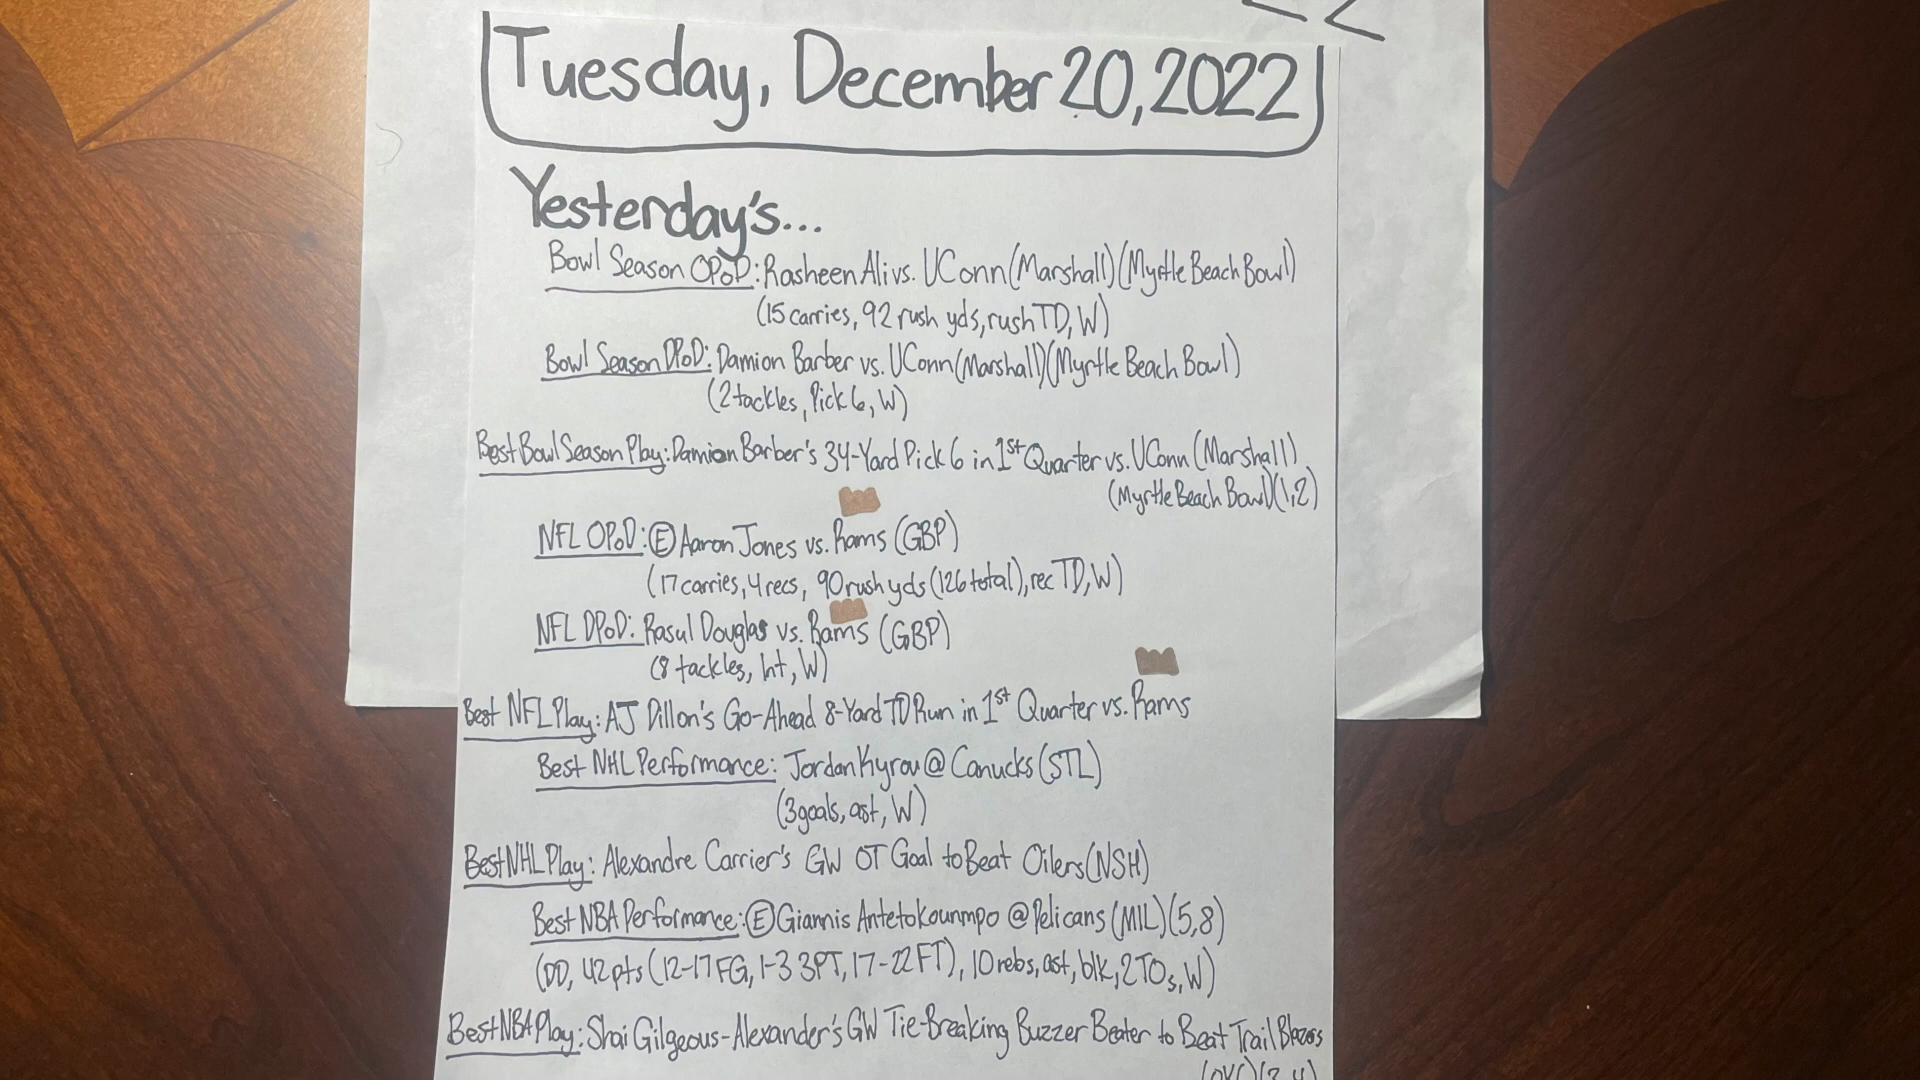 Tuesday, December 20, 2022
Yesterday's...
Bowl Season OPoD: Rasheen Ali vs. UConn (Marshall) (Myrtle Beach Bowl)
(15 carries, 92 rush yds, rush TD, W)
Bowl Season DPoD: Damion Barber vs. UConn (Marshall) (Myrtle Beach Bowl)
(2 tackles, Pick 6, W)
Best Bowl Season Play: Damion Barber's 34-Yard Pick 6 in 1st Quarter vs. UConn (Marshall)
(Myrtle Beach Bowl) (1,2)
NFL OPoD: Ⓔ Aaron Jones vs. Rams (GBP)
(17 carries, 4 recs, 90 rush yds (126 total), rec TD, W)
NFL DPoD: Rasul Douglas vs. Rams (GBP)
(8 tackles, Int, W)
Best NFL Play: AJ Dillon's Go-Ahead 8-Yard TD Run in 1st Quarter vs. Rams
Best NHL Performance: Jordan Kyrou @ Canucks (STL)
(3 goals, ast, W)
Best NHL Play: Alexandre Carrier's GW OT Goal to Beat Oilers (NSH)
Best NBA Performance: Ⓔ Giannis Antetokounmpo @ Pelicans (MIL) (5,8)
(DD, 42 pts (12-17 FG, 1-3 3PT, 17-22 FT), 10 rebs, ast, blk, 2 TOs, W)
Best NBA Play: Shai Gilgeous-Alexander's GW Tie-Breaking Buzzer Beater to Beat Trail Blazers